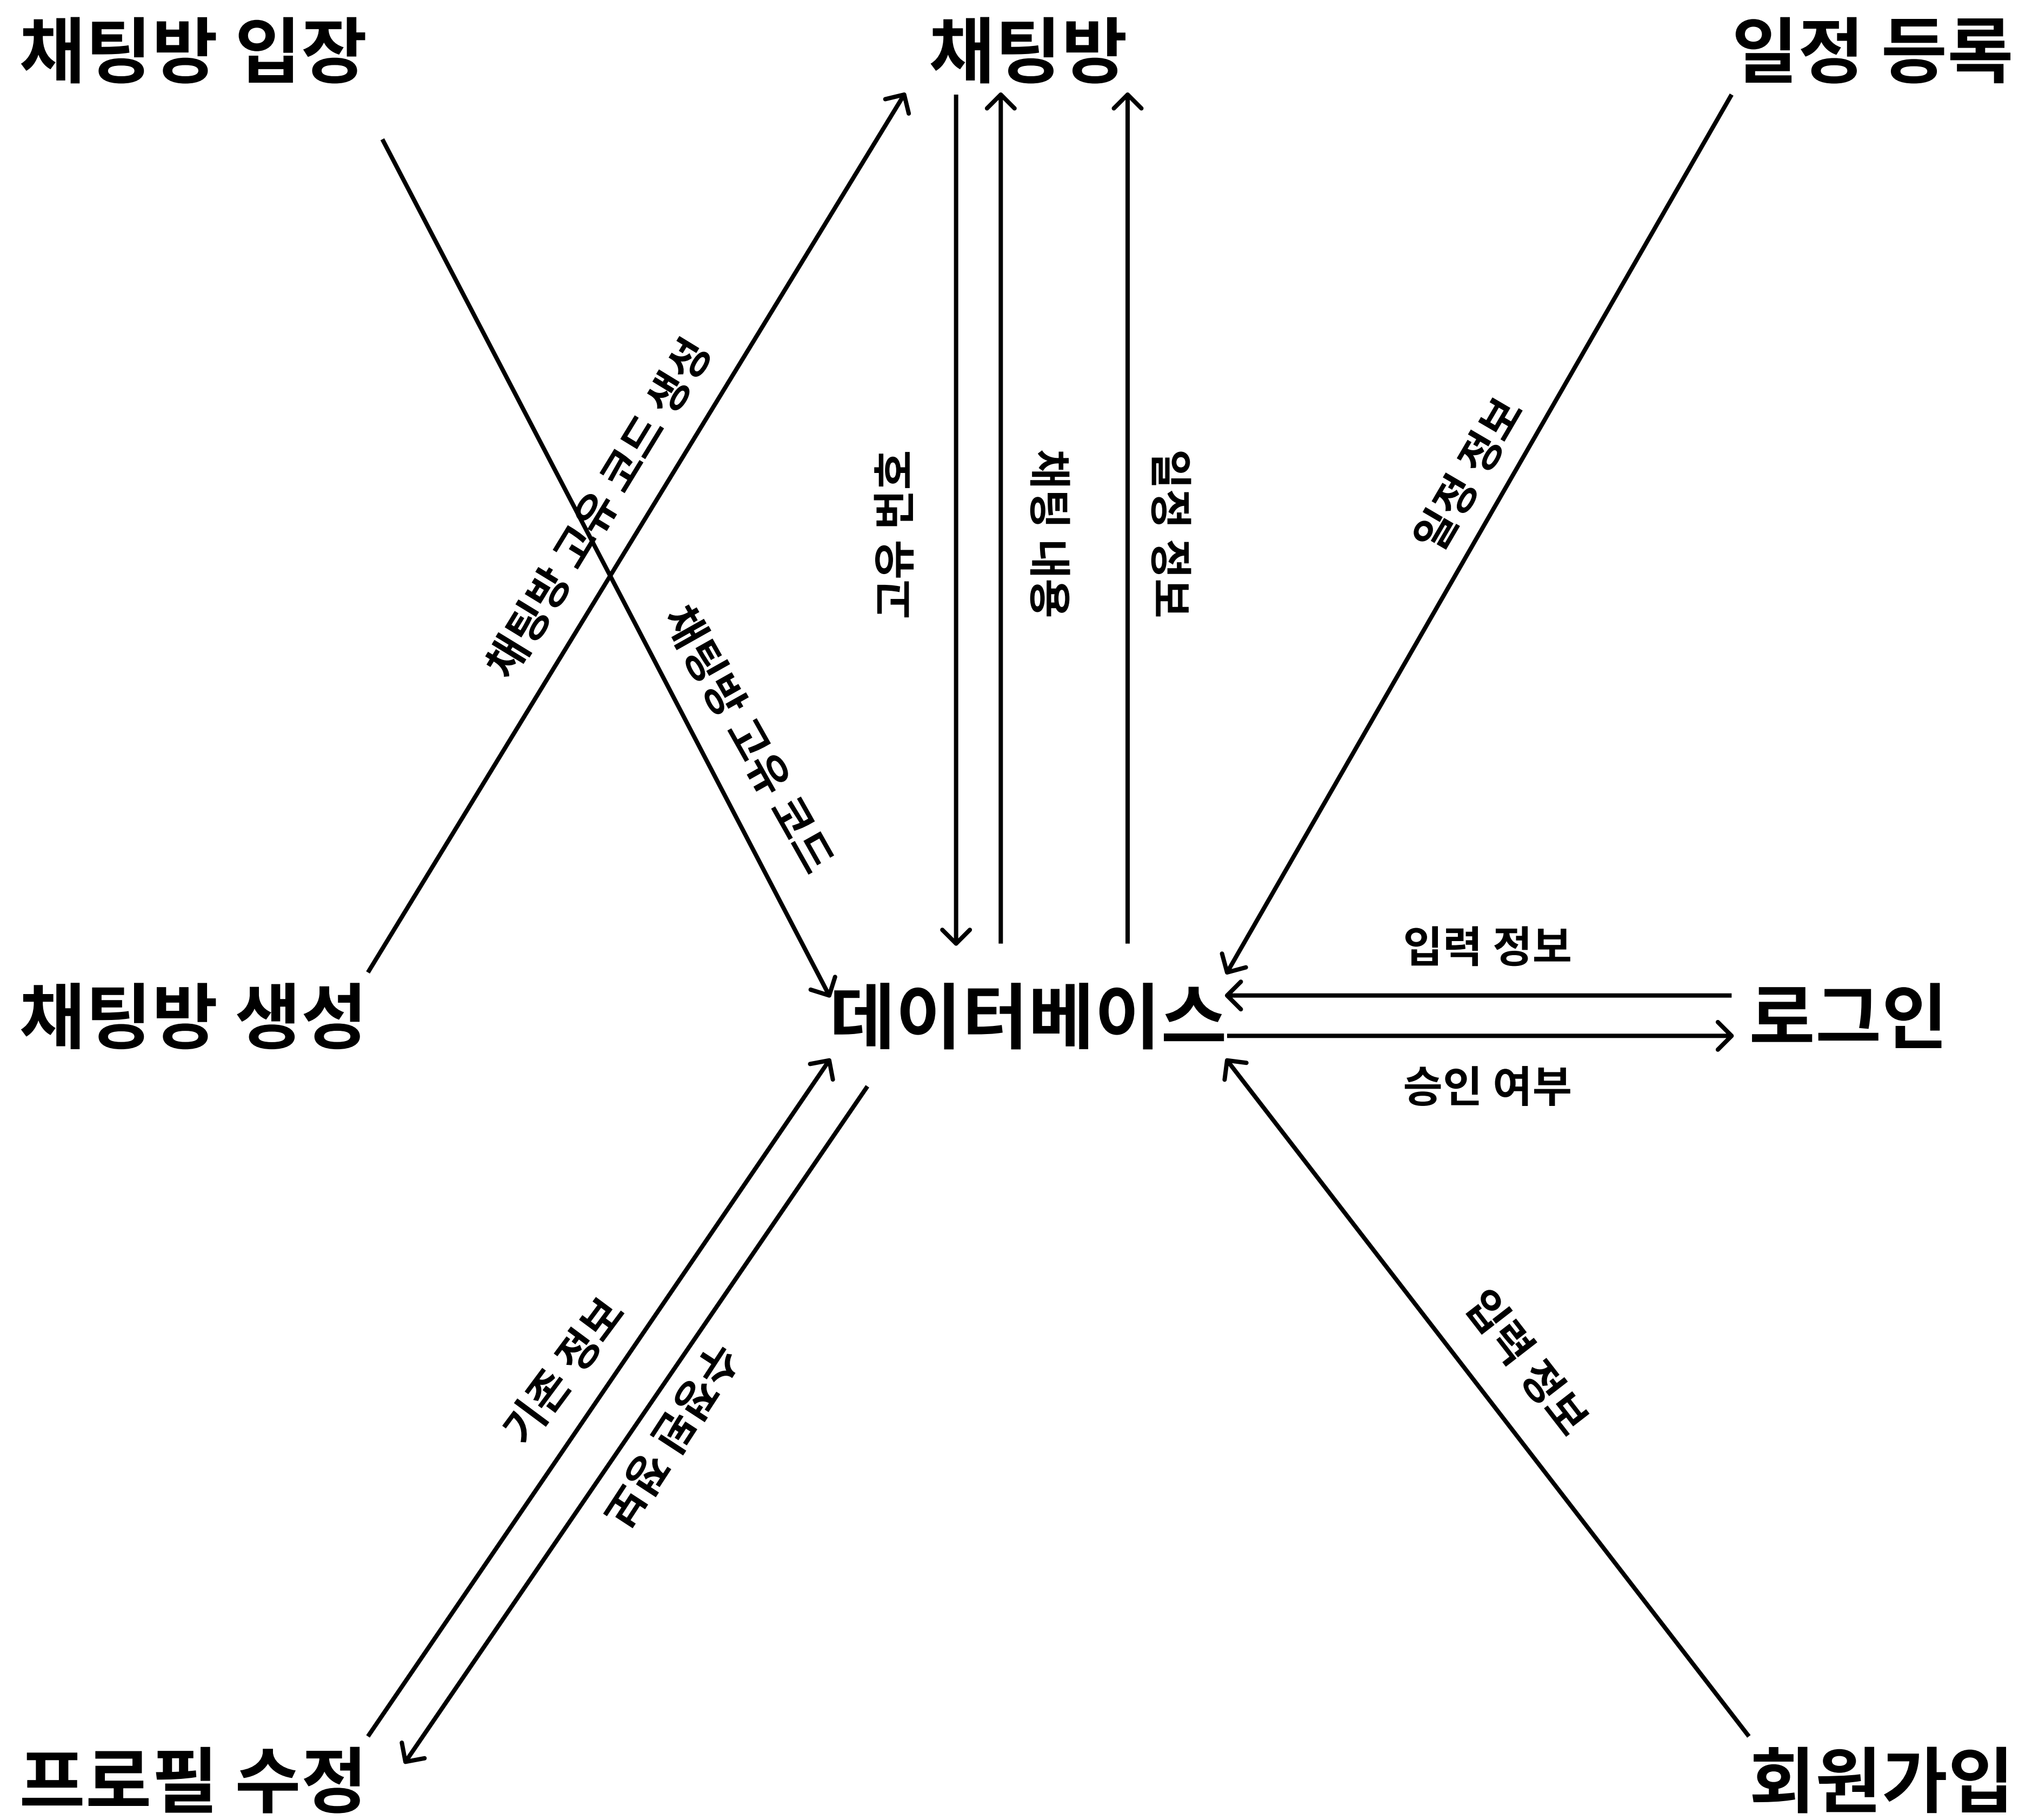 채팅방 입장
채팅방
일정 등록
채팅방 고유 코드 생성
채팅방 고유 코드
후보 유고
채팅 내용
일정 정보
일정 정보
입력 정보
채팅방 생성
데이터베이스
로그인
승인 여부
기존 정보
수정된 정보
입력 정보
프로필 수정
회원가입